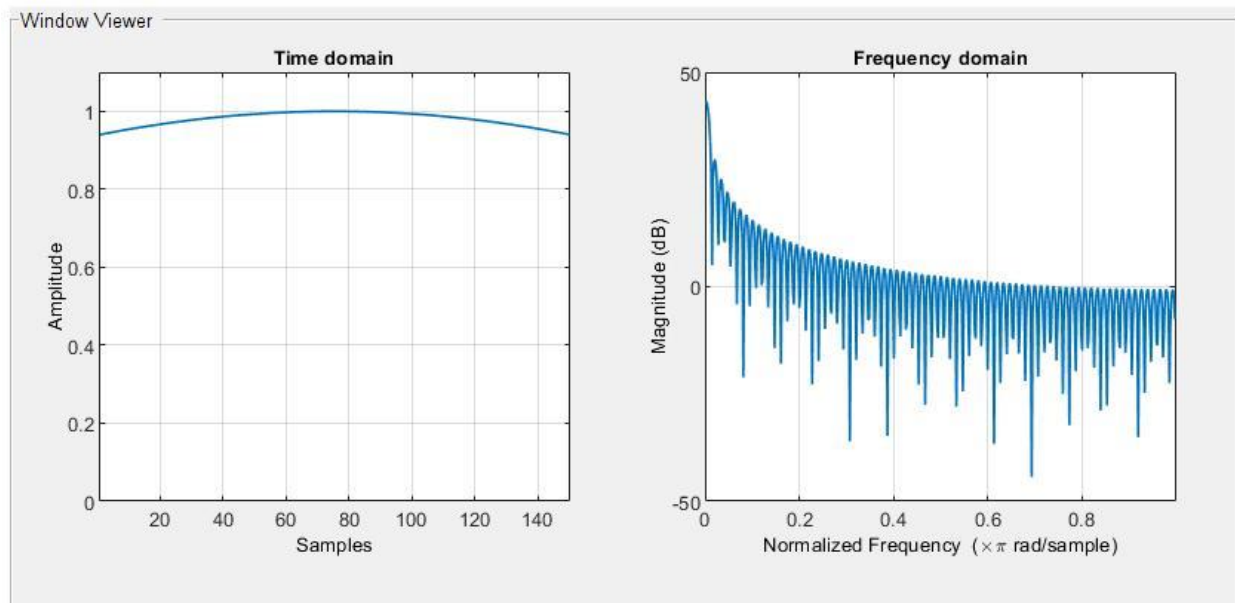 Window Viewer
Time domain
1
0.8
0.6
0.4
0.2
0
Amplitude
20 40 60 80 100 120 140
Samples
Frequency domain
50
0
-50
Magnitude (dB)
0 0.2 0.4 0.6 0.8
Normalized Frequency (×π rad/sample)